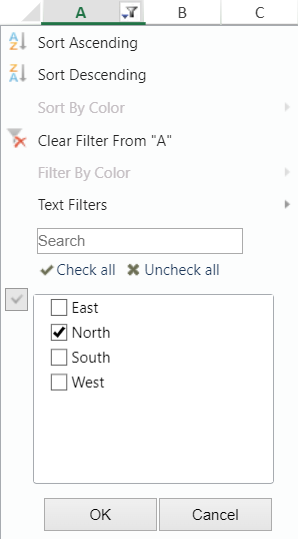 A B C
Sort Ascending
Sort Descending
Sort By Color
Clear Filter From "A"
Filter By Color
Text Filters
Search
Check all Uncheck all
East
North
South
West
OK Cancel